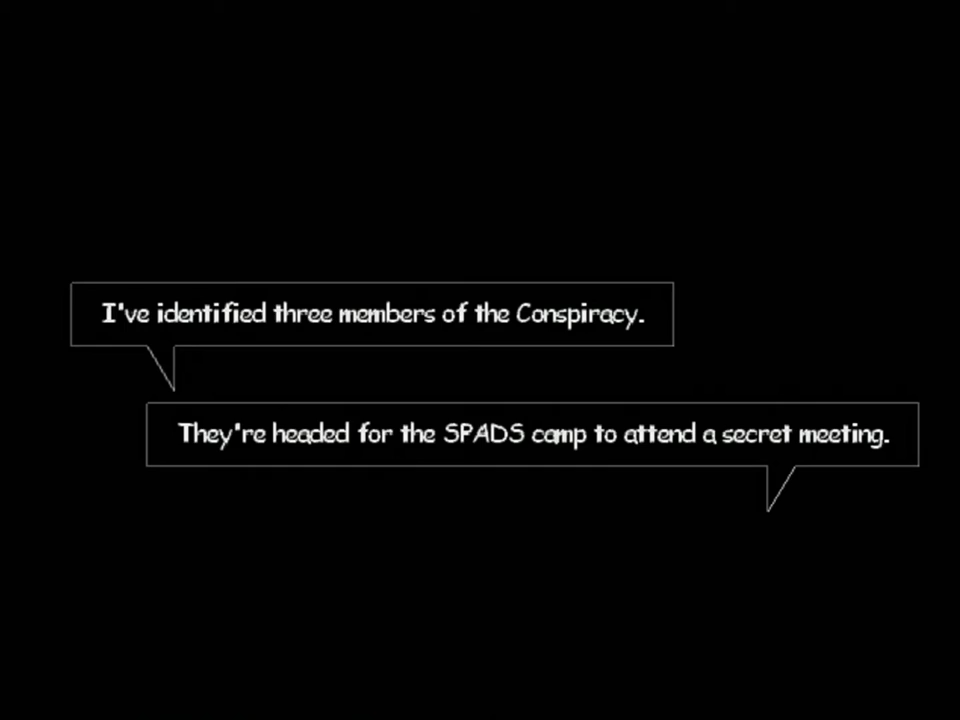 I've identified three members of the Conspiracy.
They're headed for the SPADS camp to attend a secret meeting.